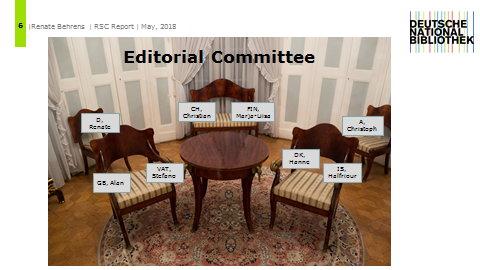 6 |Renate Behrens | RSC Report | May, 2018
DEUTSCHE
NATIONAL
BIBLIOTHEK
Editorial Committee
CH,
Christian
FIN,
Marja-Liisa
D,
Renate
A,
Christoph
VAT,
Stefano
DK,
Hanne
GB, Alan
IS,
Hallfríður